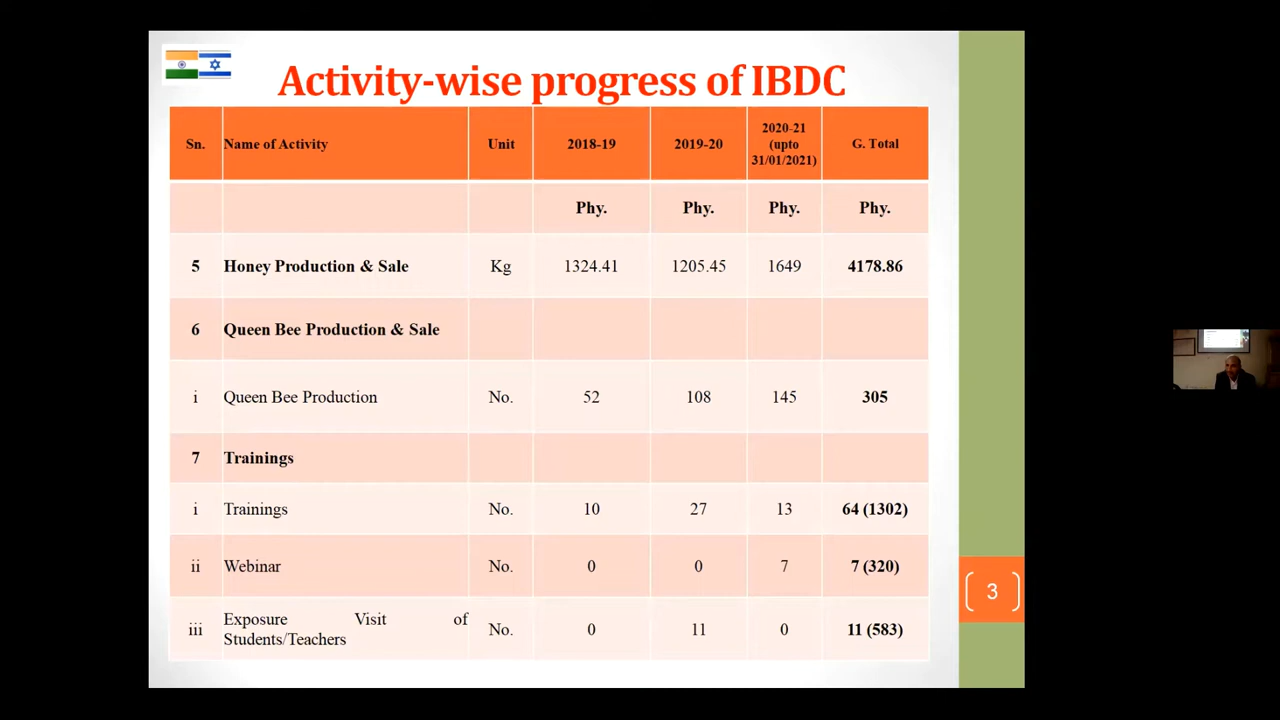 Activity-wise progress of IBDC
Sn. Name of Activity Unit 2018-19 2019-20 2020-21 (upto 31/01/2021) G. Total
Phy. Phy. Phy. Phy.
5 Honey Production & Sale Kg 1324.41 1205.45 1649 4178.86
6 Queen Bee Production & Sale
i Queen Bee Production No. 52 108 145 305
7 Trainings
i Trainings No. 10 27 13 64 (1302)
ii Webinar No. 0 0 7 7 (320)
iii Exposure Visit of Students/Teachers No. 0 11 0 11 (583)
3